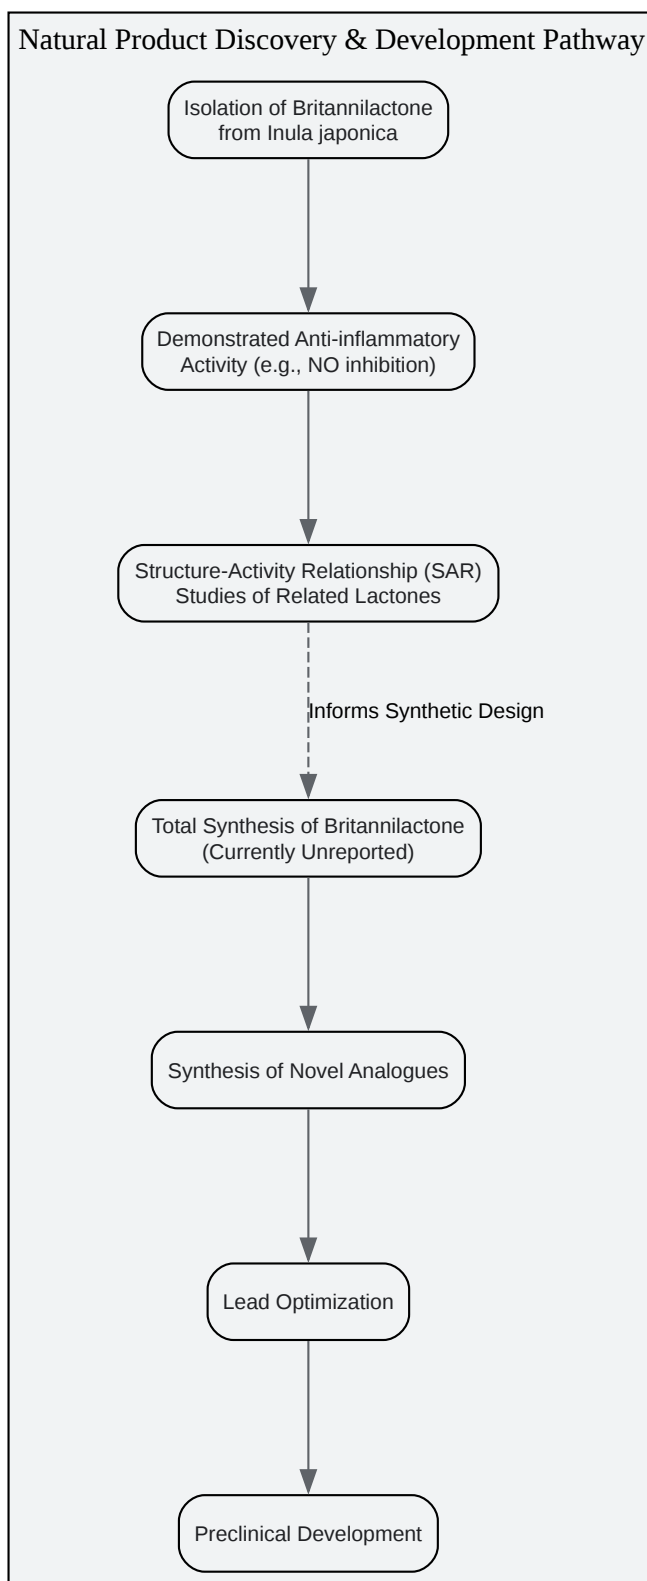 Natural Product Discovery & Development Pathway
Isolation of Britannilactone
from Inula japonica
Demonstrated Anti-inflammatory
Activity (e.g., NO inhibition)
Structure-Activity Relationship (SAR)
Studies of Related Lactones
Informs Synthetic Design
Total Synthesis of Britannilactone
(Currently Unreported)
Synthesis of Novel Analogues
Lead Optimization
Preclinical Development